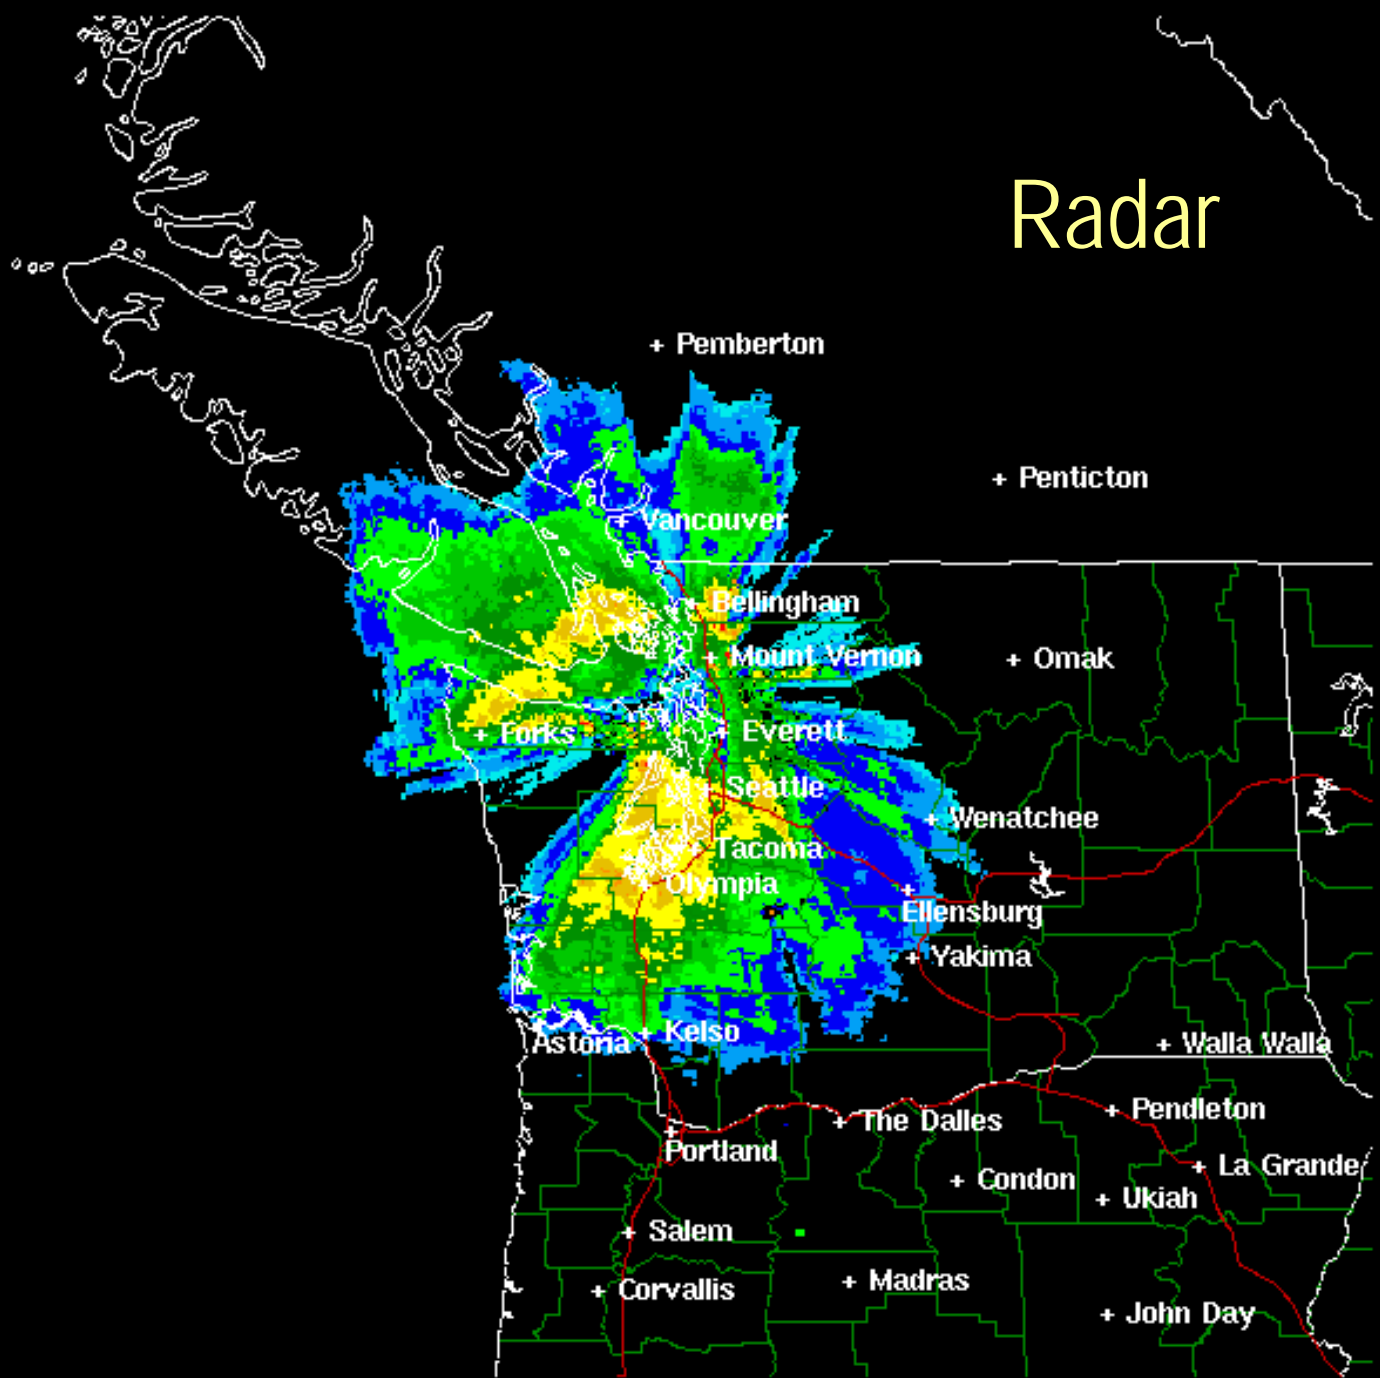 Radar
Pemberton
Penticton
Vancouver
Bellingham
Mount Vernon
Omak
Forks
Everett
Seattle
Wenatchee
Tacoma
Olympia
Ellensburg
Yakima
Kelso
Astoria
Walla Walla
Pendleton
The Dalles
Portland
La Grande
Condon
Ukiah
Salem
Madras
Corvallis
John Day